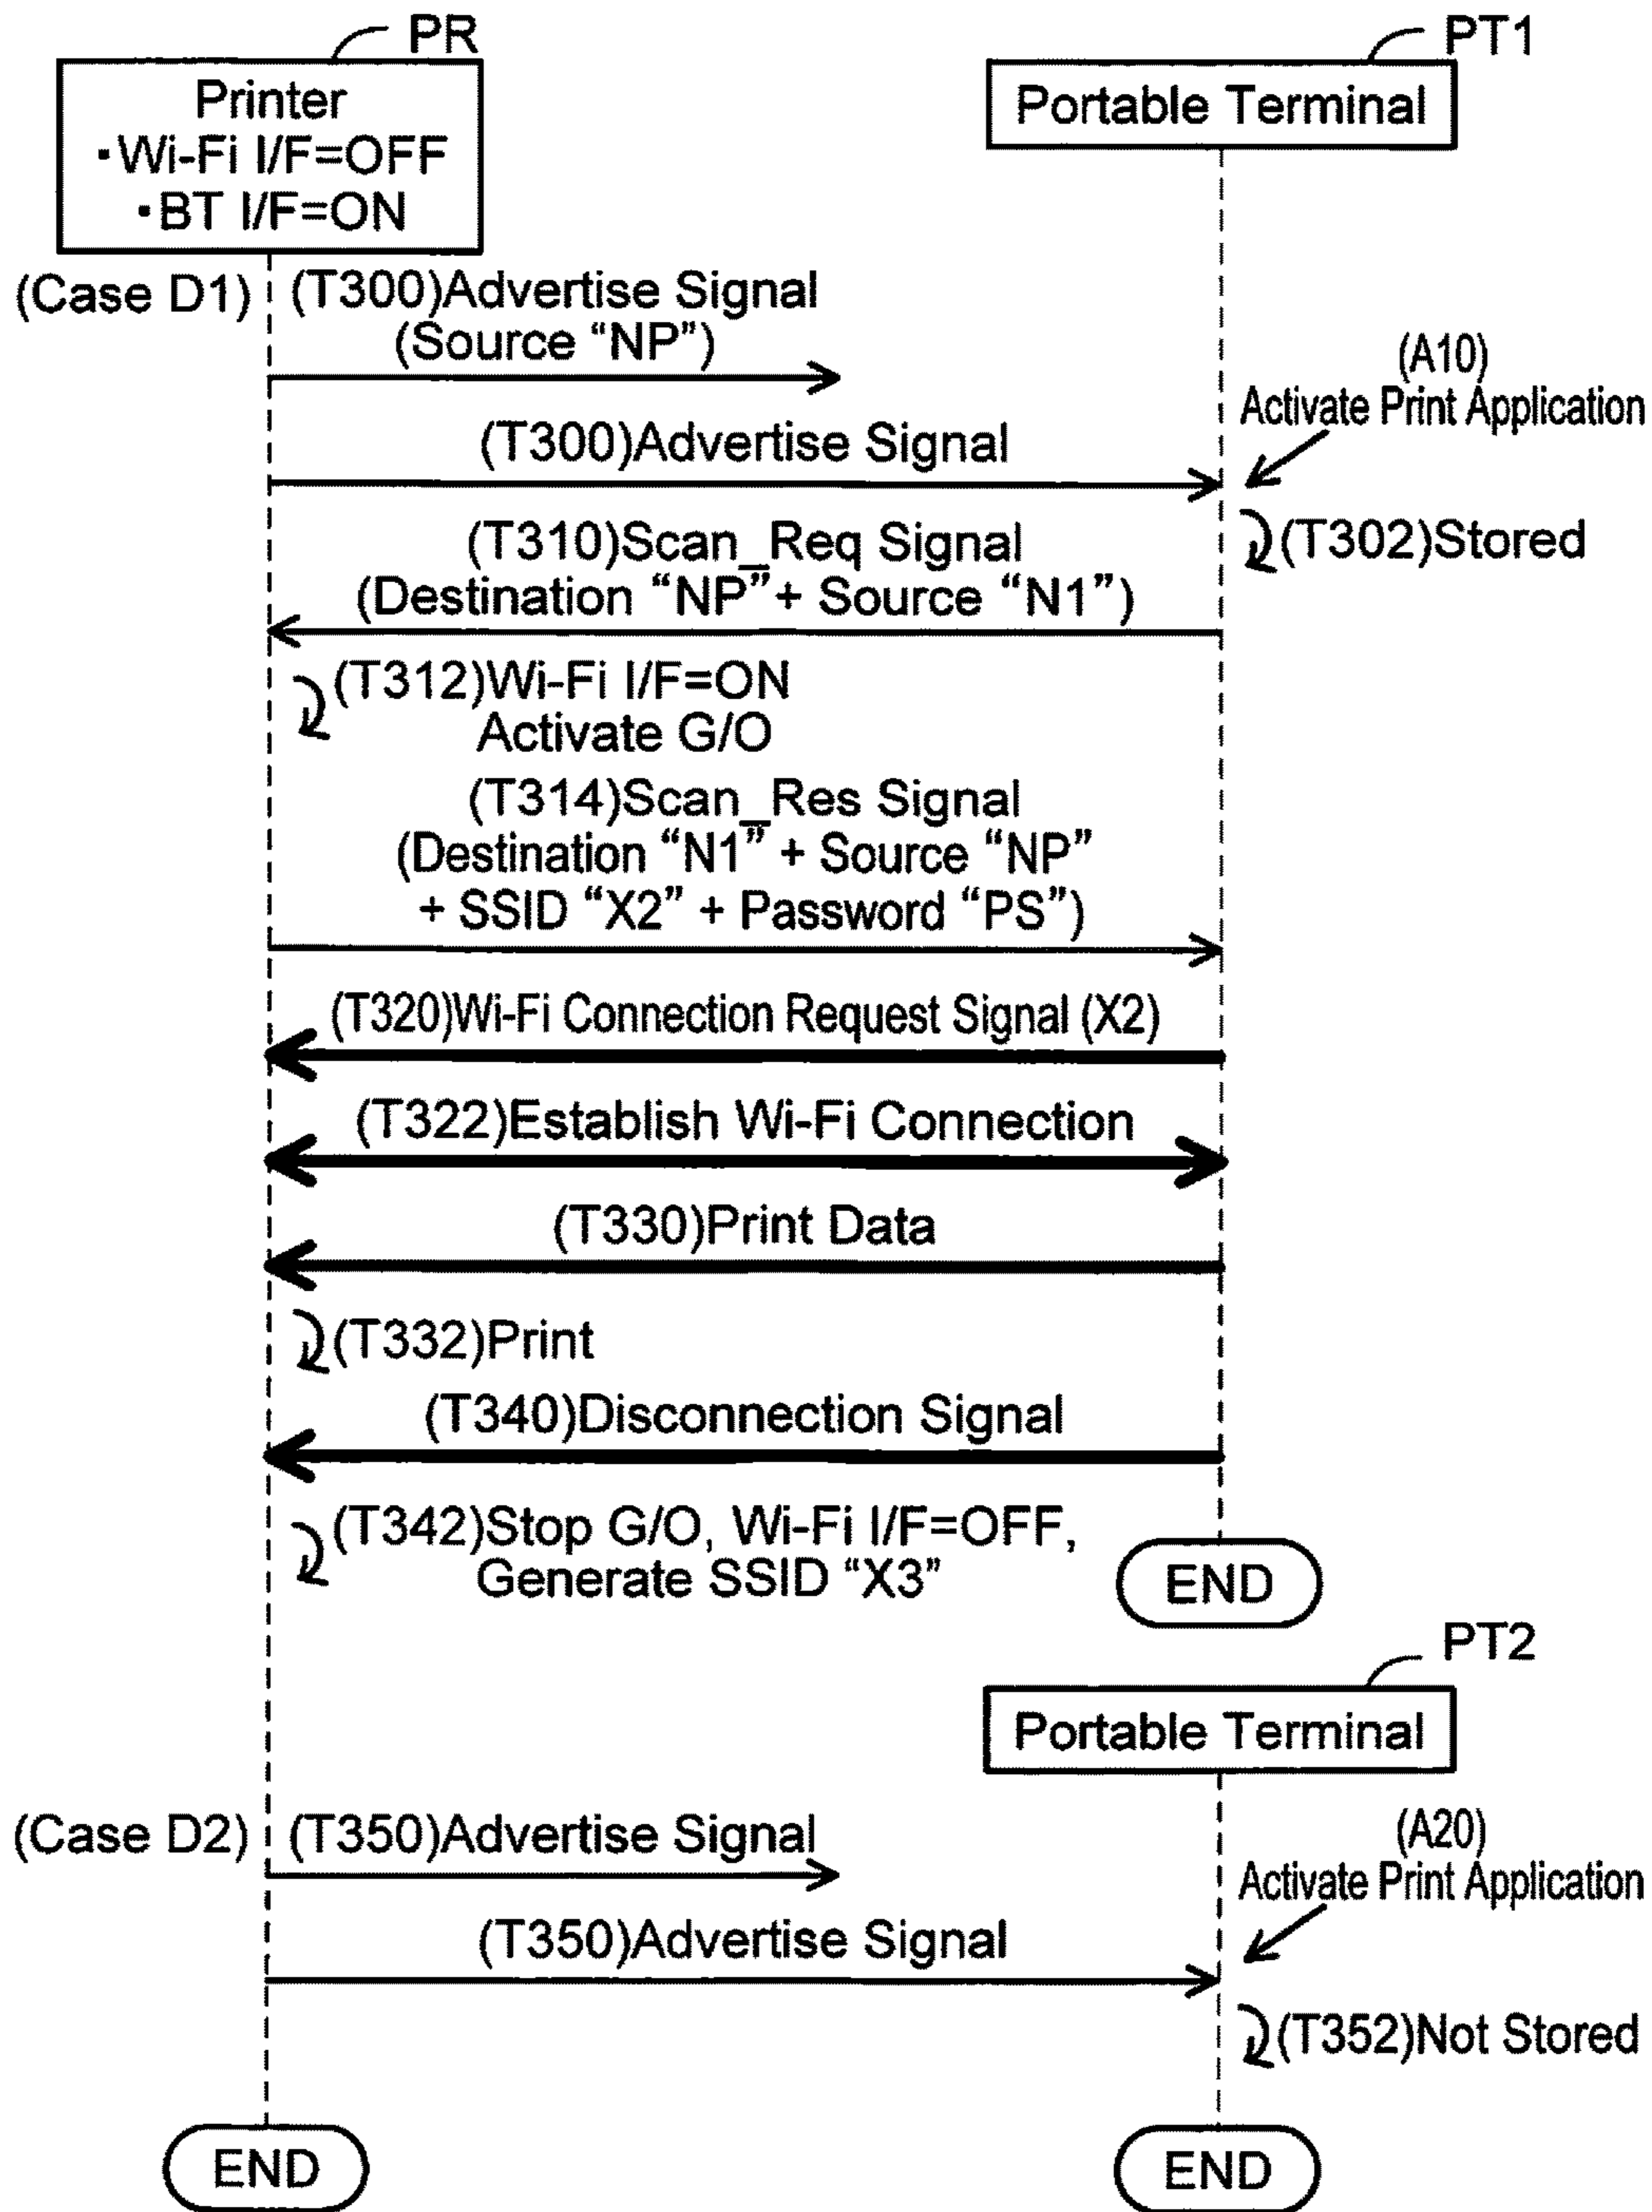 PR
Printer
・Wi-Fi I/F=OFF
・BT I/F=ON
PT1
Portable Terminal
(Case D1)
(T300)Advertise Signal
(Source “NP”)
(A10)
Activate Print Application
(T300)Advertise Signal
(T302)Stored
(T310)Scan_Req Signal
(Destination “NP” + Source “N1”)
(T312)Wi-Fi I/F=ON
Activate G/O
(T314)Scan_Res Signal
(Destination “N1” + Source “NP”
+ SSID “X2” + Password “PS”)
(T320)Wi-Fi Connection Request Signal (X2)
(T322)Establish Wi-Fi Connection
(T330)Print Data
(T332)Print
(T340)Disconnection Signal
(T342)Stop G/O, Wi-Fi I/F=OFF,
Generate SSID “X3”
END
PT2
Portable Terminal
(Case D2)
(T350)Advertise Signal
(A20)
Activate Print Application
(T350)Advertise Signal
(T352)Not Stored
END
END